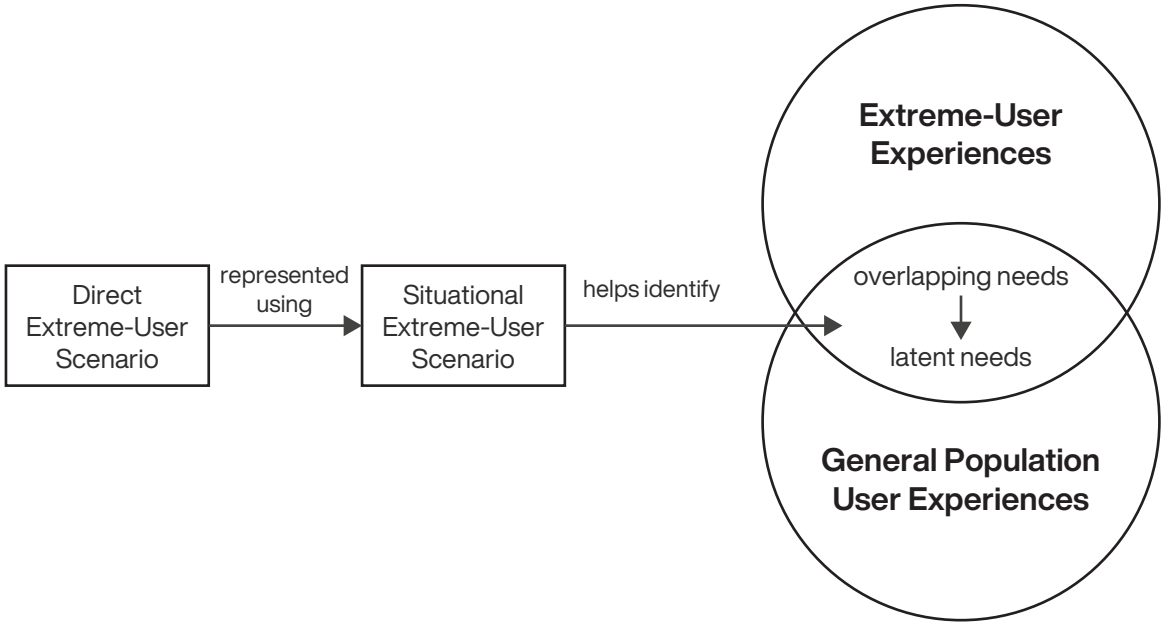 Direct
Extreme-User
Scenario
represented
using
Situational
Extreme-User
Scenario
helps identify
Extreme-User
Experiences
overlapping needs
latent needs
General Population
User Experiences